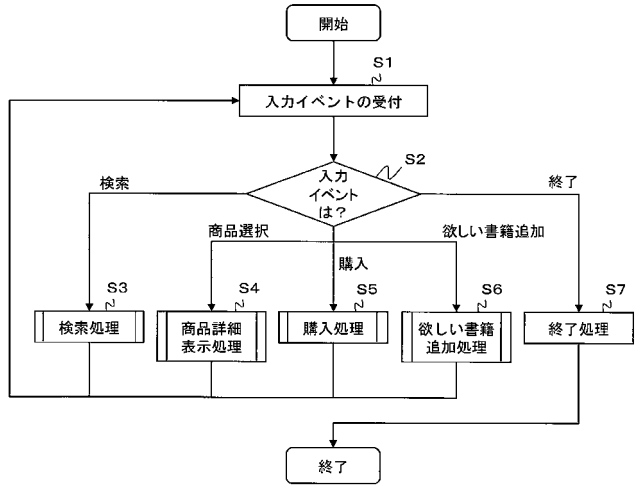 開始
S1
入力イベントの受付
S2
入力
イベント
は？
検索
終了
商品選択
欲しい書籍追加
購入
S3
S4
S5
S6
S7
検索処理
商品詳細
表示処理
購入処理
欲しい書籍
追加処理
終了処理
終了